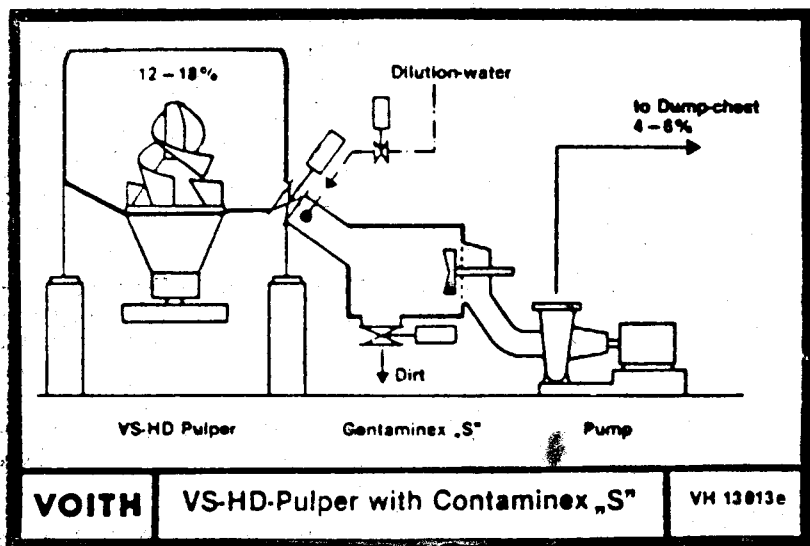 12–18%
Dilution-water
to Dump-chest
4–6%
Dirt
VS-HD Pulper
Contaminex „S”
Pump
VOITH
VS-HD-Pulper with Contaminex „S”
VH 13013e